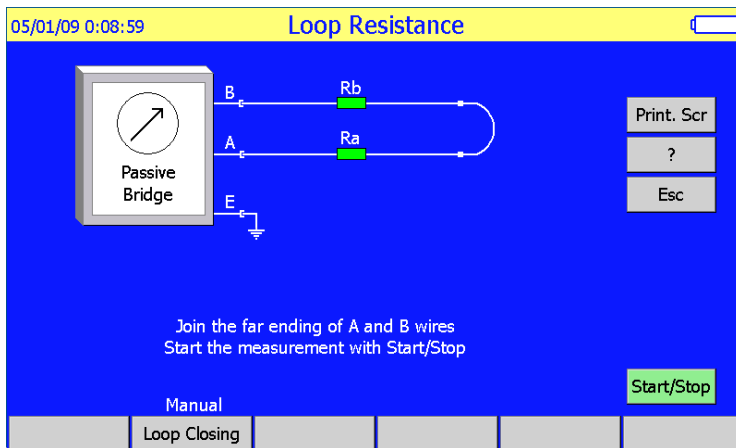 05/01/09 0:08:59
Loop Resistance
B
Rb
A
Ra
Passive
Bridge
E
Print. Scr
?
Esc
Join the far ending of A and B wires
Start the measurement with Start/Stop
Start/Stop
Manual
Loop Closing